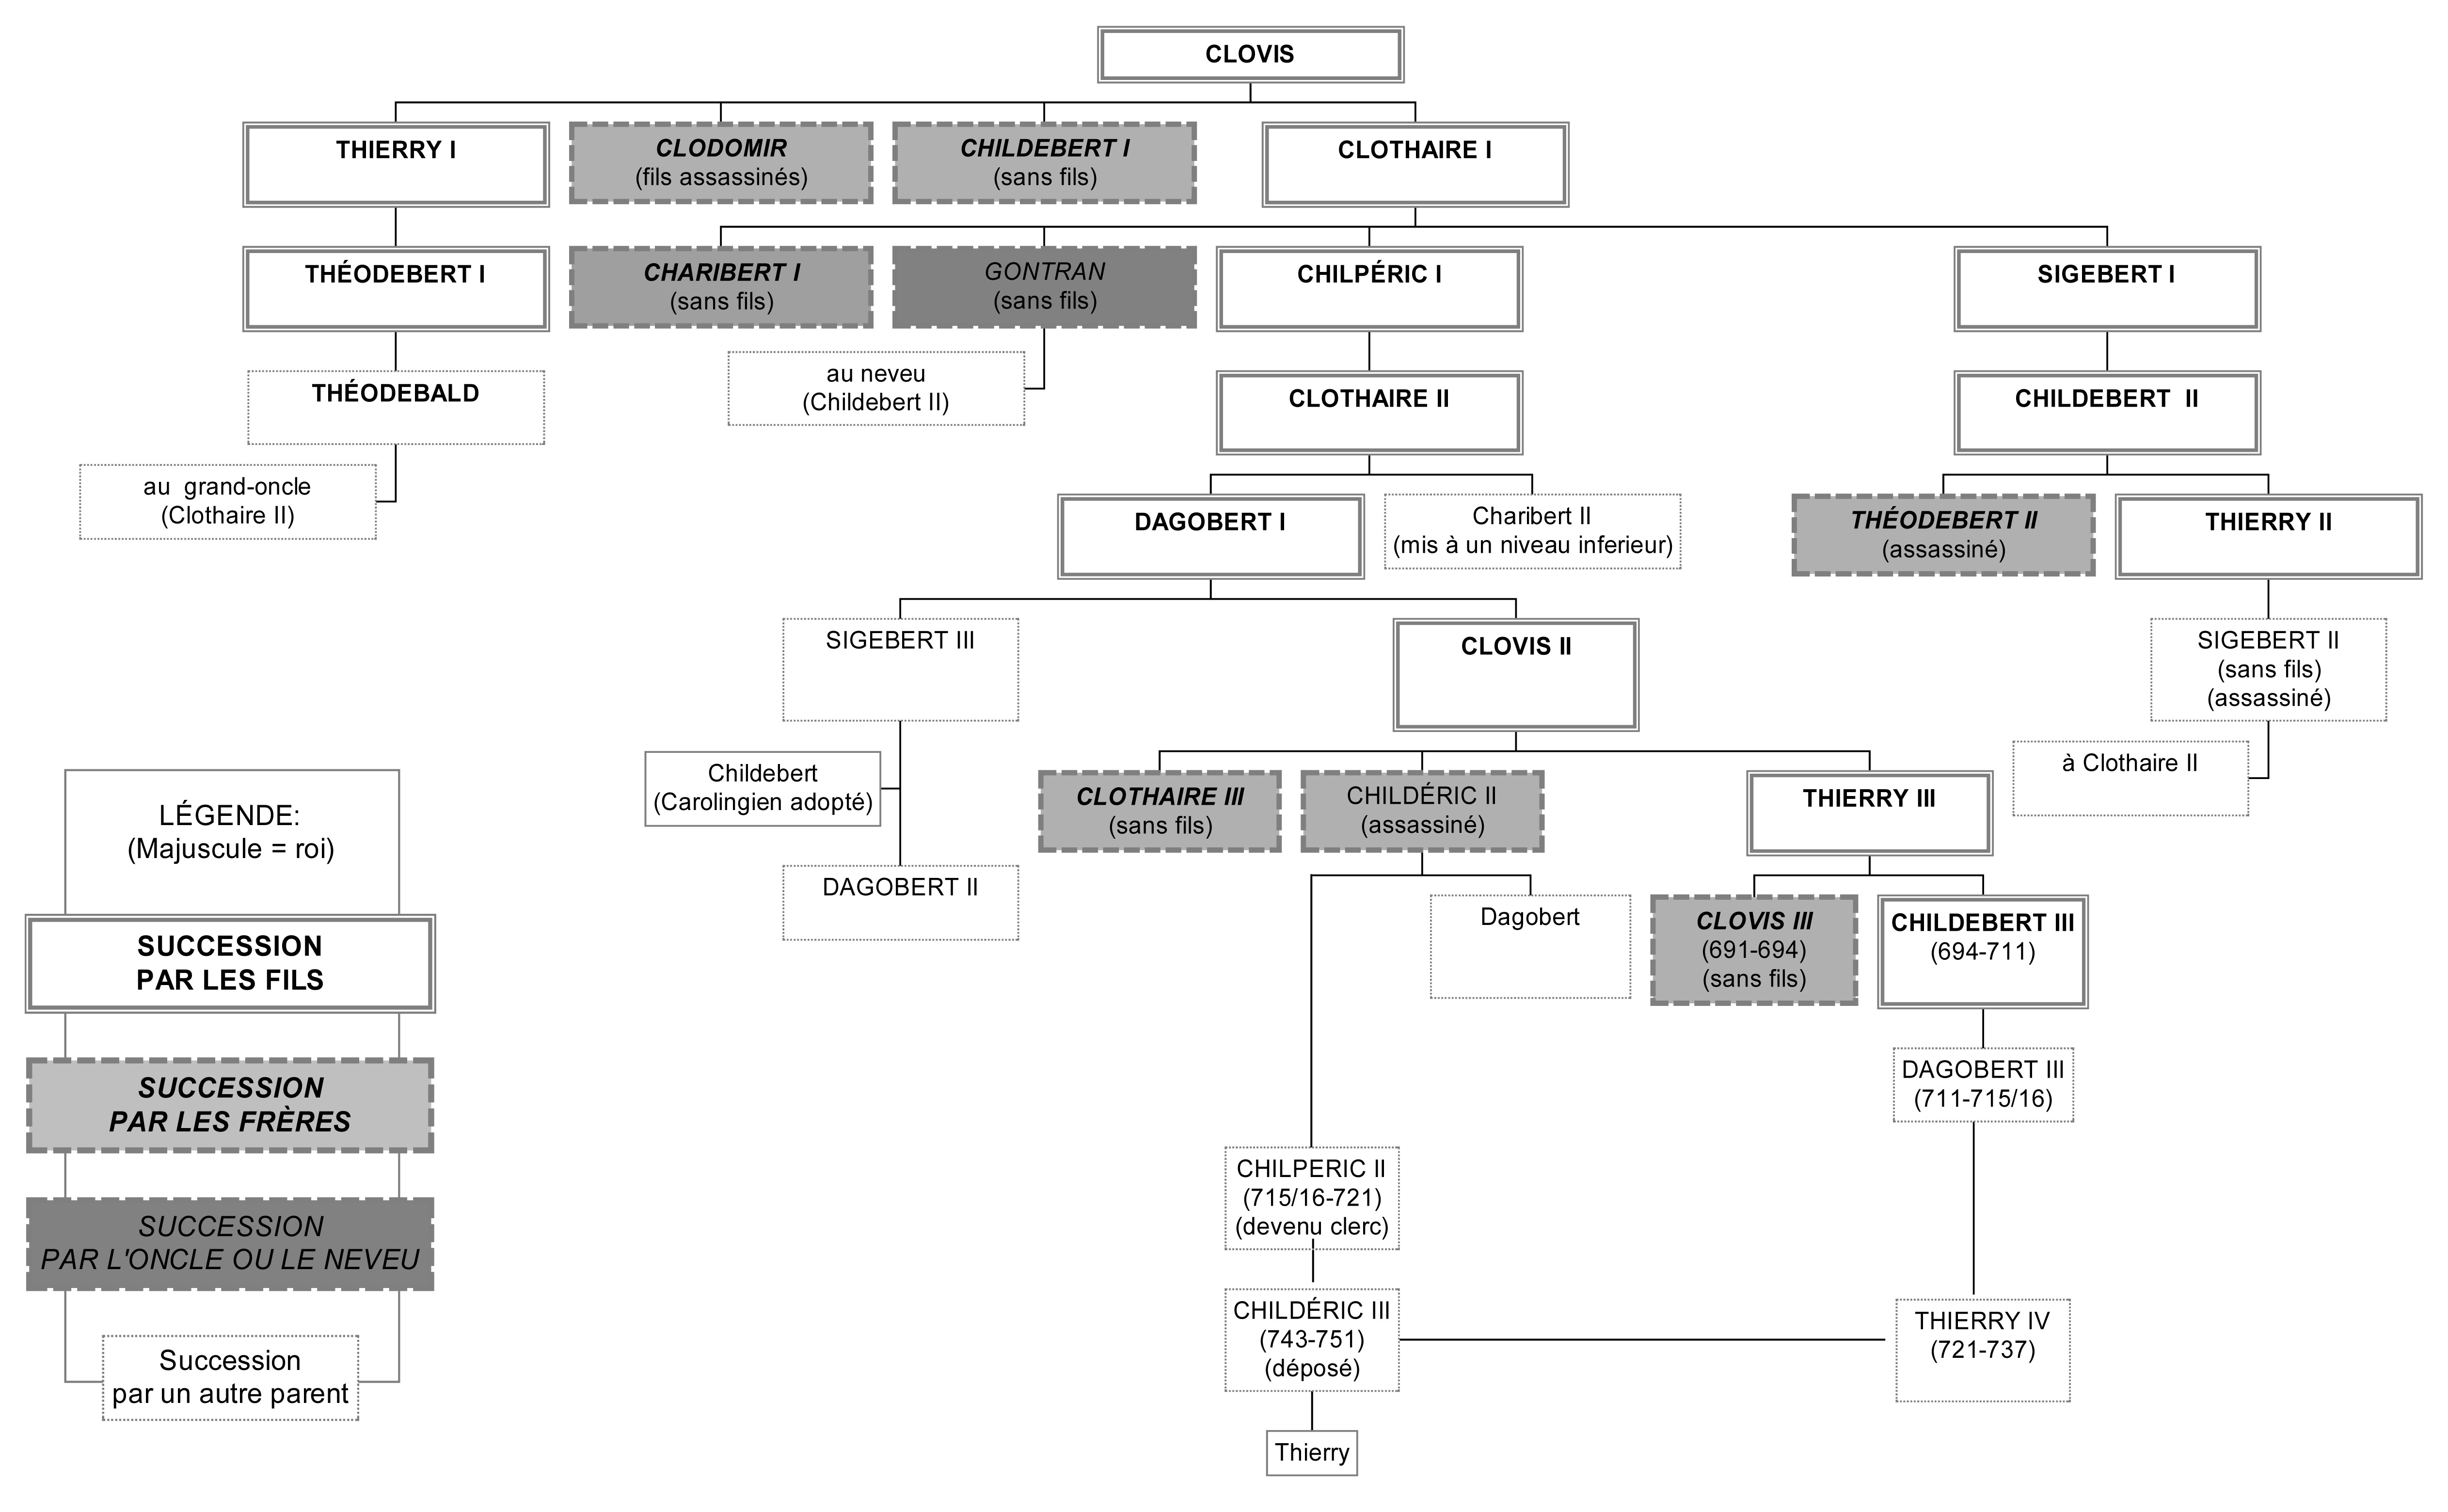 CLOVIS
THIERRY I
CLODOMIR
(fils assassinés)
CHILDEBERT I
(sans fils)
CLOTHAIRE I
THÉODEBERT I
CHARIBERT I
(sans fils)
GONTRAN
(sans fils)
CHILPÉRIC I
SIGEBERT I
THÉODEBALD
au neveu
(Childebert II)
CLOTHAIRE II
CHILDEBERT  II
au  grand-oncle
(Clothaire II)
DAGOBERT I
Charibert II
(mis à un niveau inferieur)
THÉODEBERT II
(assassiné)
THIERRY II
SIGEBERT III
CLOVIS II
SIGEBERT II
(sans fils)
(assassiné)
Childebert
(Carolingien adopté)
CLOTHAIRE III
(sans fils)
CHILDÉRIC II
(assassiné)
THIERRY III
à Clothaire II
DAGOBERT II
Dagobert
CLOVIS III
(691-694)
(sans fils)
CHILDEBERT III
(694-711)
DAGOBERT III
(711-715/16)
CHILPERIC II
(715/16-721)
(devenu clerc)
CHILDÉRIC III
(743-751)
(déposé)
THIERRY IV
(721-737)
Thierry
LÉGENDE:
(Majuscule = roi)
SUCCESSION
PAR LES FILS
SUCCESSION
PAR LES FRÈRES
SUCCESSION
PAR L'ONCLE OU LE NEVEU
Succession
par un autre parent